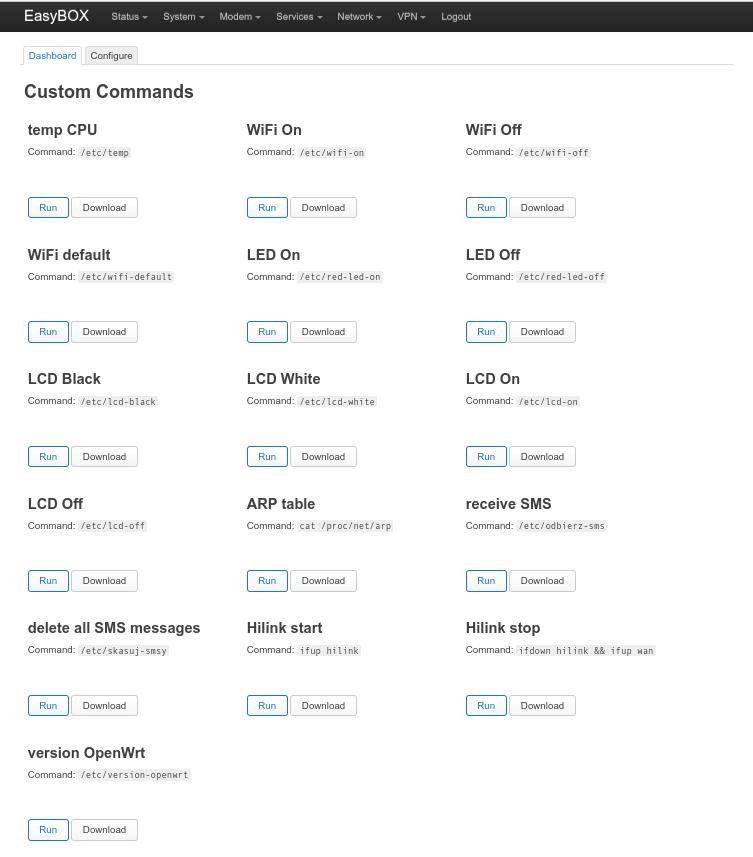 EasyBOX Status System Modem Services Network VPN Logout
Dashboard Configure
Custom Commands
temp CPU
Command: /etc/temp
Run Download
WiFi On
Command: /etc/wifi-on
Run Download
WiFi Off
Command: /etc/wifi-off
Run Download
WiFi default
Command: /etc/wifi-default
Run Download
LED On
Command: /etc/red-led-on
Run Download
LED Off
Command: /etc/red-led-off
Run Download
LCD Black
Command: /etc/lcd-black
Run Download
LCD White
Command: /etc/lcd-white
Run Download
LCD On
Command: /etc/lcd-on
Run Download
LCD Off
Command: /etc/lcd-off
Run Download
ARP table
Command: cat /proc/net/arp
Run Download
receive SMS
Command: /etc/odbierz-sms
Run Download
delete all SMS messages
Command: /etc/skasuj-smsy
Run Download
Hilink start
Command: ifup hilink
Run Download
Hilink stop
Command: ifdown hilink && ifup wan
Run Download
version OpenWrt
Command: /etc/version-openwrt
Run Download